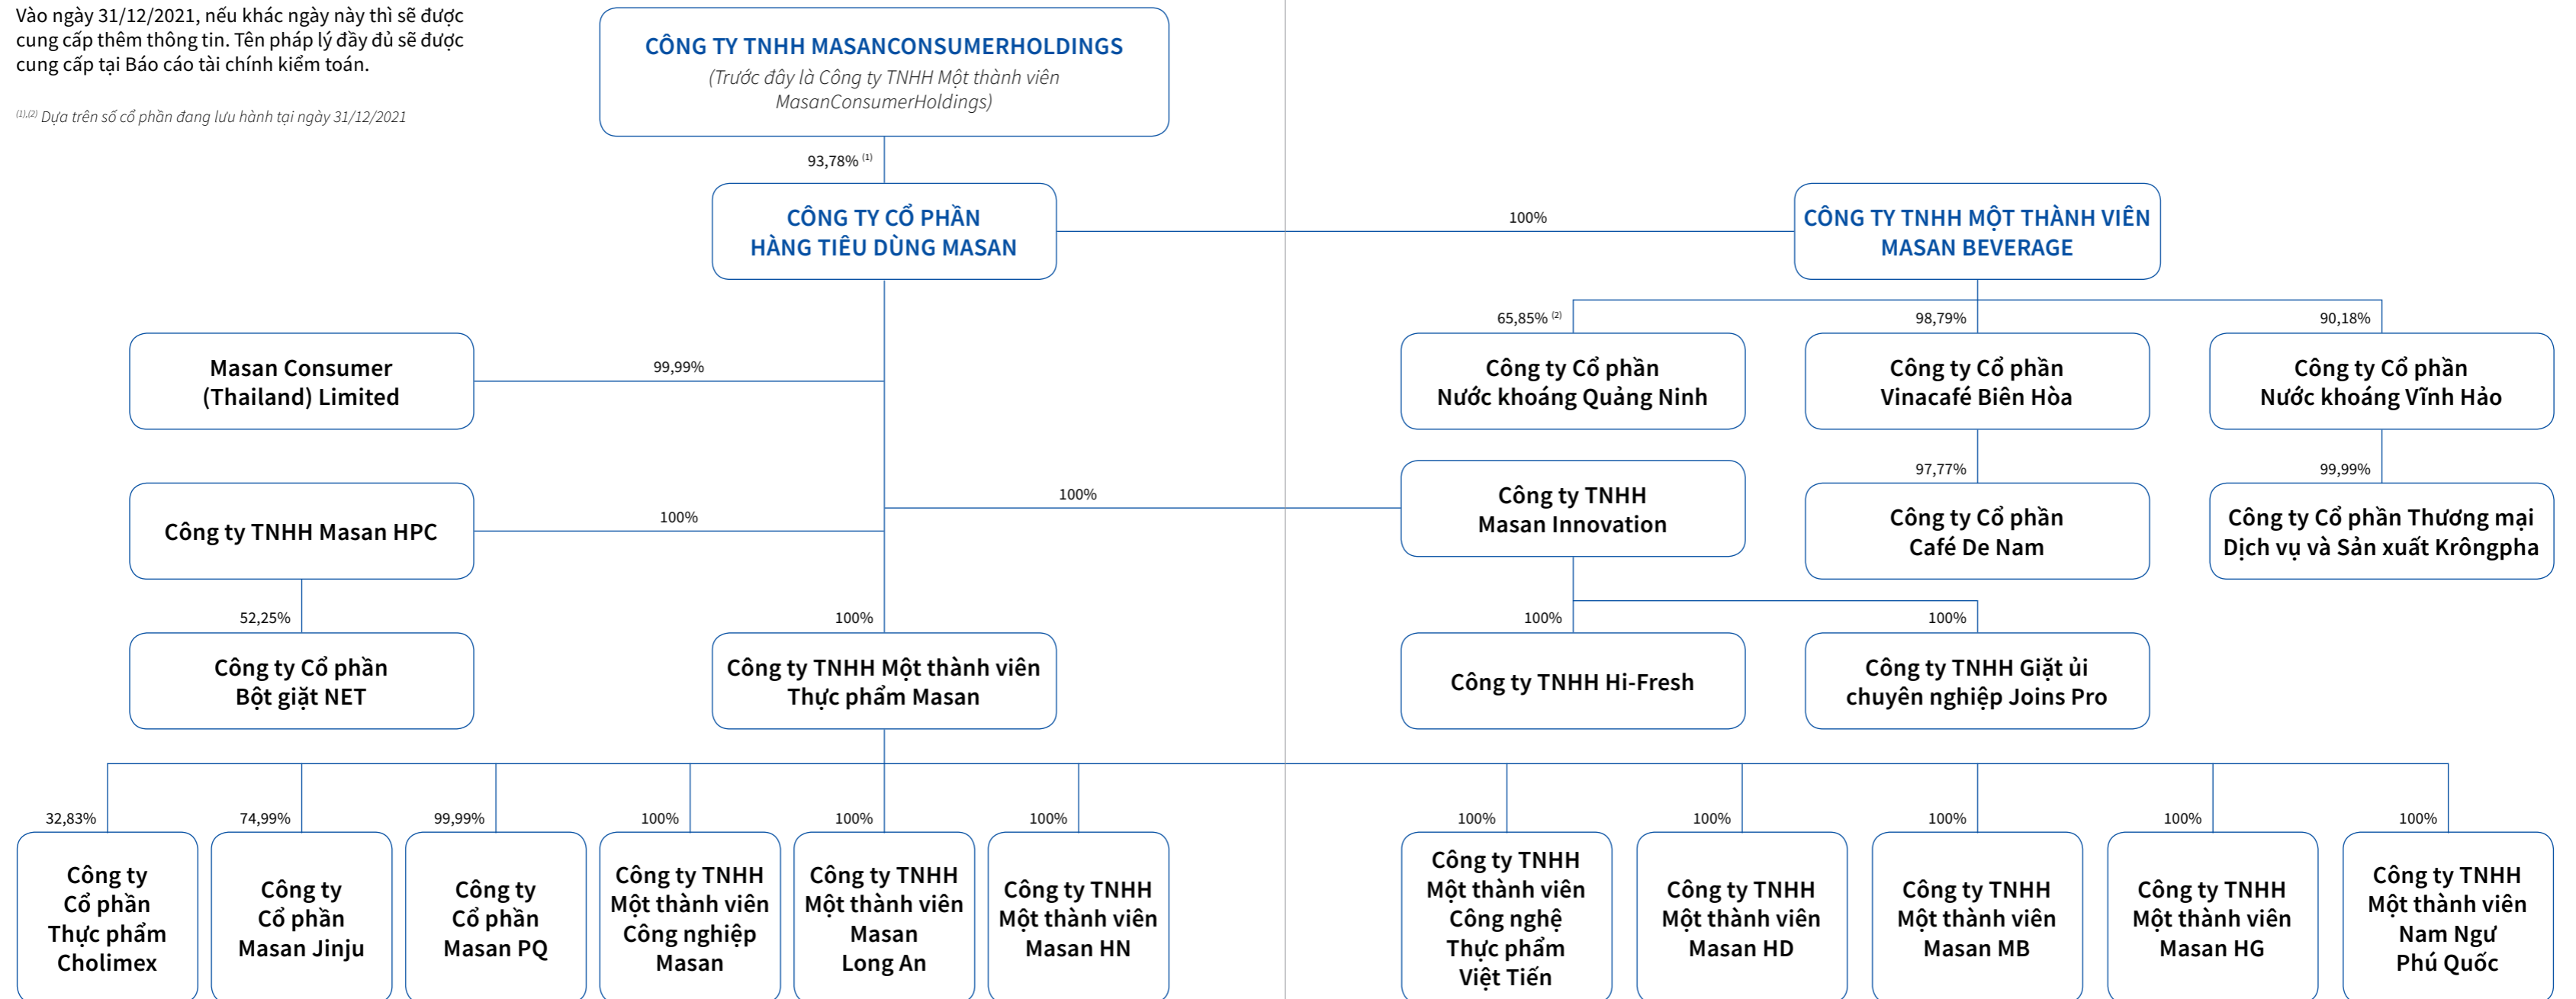 Vào ngày 31/12/2021, nếu khác ngày này thì sẽ được
cung cấp thêm thông tin. Tên pháp lý đầy đủ sẽ được
cung cấp tại Báo cáo tài chính kiểm toán.
(1),(2) Dựa trên số cổ phần đang lưu hành tại ngày 31/12/2021
CÔNG TY TNHH MASANCONSUMERHOLDINGS
(Trước đây là Công ty TNHH Một thành viên
MasanConsumerHoldings)
93,78% (1)
CÔNG TY CỔ PHẦN
HÀNG TIÊU DÙNG MASAN
100%
CÔNG TY TNHH MỘT THÀNH VIÊN
MASAN BEVERAGE
65,85% (2)
98,79%
90,18%
Masan Consumer
(Thailand) Limited
99,99%
Công ty Cổ phần
Nước khoáng Quảng Ninh
Công ty Cổ phần
Vinacafé Biên Hòa
Công ty Cổ phần
Nước khoáng Vĩnh Hảo
97,77%
99,99%
Công ty TNHH Masan HPC
100%
100%
Công ty TNHH
Masan Innovation
Công ty Cổ phần
Café De Nam
Công ty Cổ phần Thương mại
Dịch vụ và Sản xuất Krôngpha
52,25%
100%
100%
100%
Công ty Cổ phần
Bột giặt NET
Công ty TNHH Một thành viên
Thực phẩm Masan
Công ty TNHH Hi-Fresh
Công ty TNHH Giặt ủi
chuyên nghiệp Joins Pro
32,83%
74,99%
99,99%
100%
100%
100%
100%
100%
100%
100%
100%
Công ty
Cổ phần
Thực phẩm
Cholimex
Công ty
Cổ phần
Masan Jinju
Công ty
Cổ phần
Masan PQ
Công ty TNHH
Một thành viên
Công nghiệp
Masan
Công ty TNHH
Một thành viên
Masan
Long An
Công ty TNHH
Một thành viên
Masan HN
Công ty TNHH
Một thành viên
Công nghệ
Thực phẩm
Việt Tiến
Công ty TNHH
Một thành viên
Masan HD
Công ty TNHH
Một thành viên
Masan MB
Công ty TNHH
Một thành viên
Masan HG
Công ty TNHH
Một thành viên
Nam Ngư
Phú Quốc